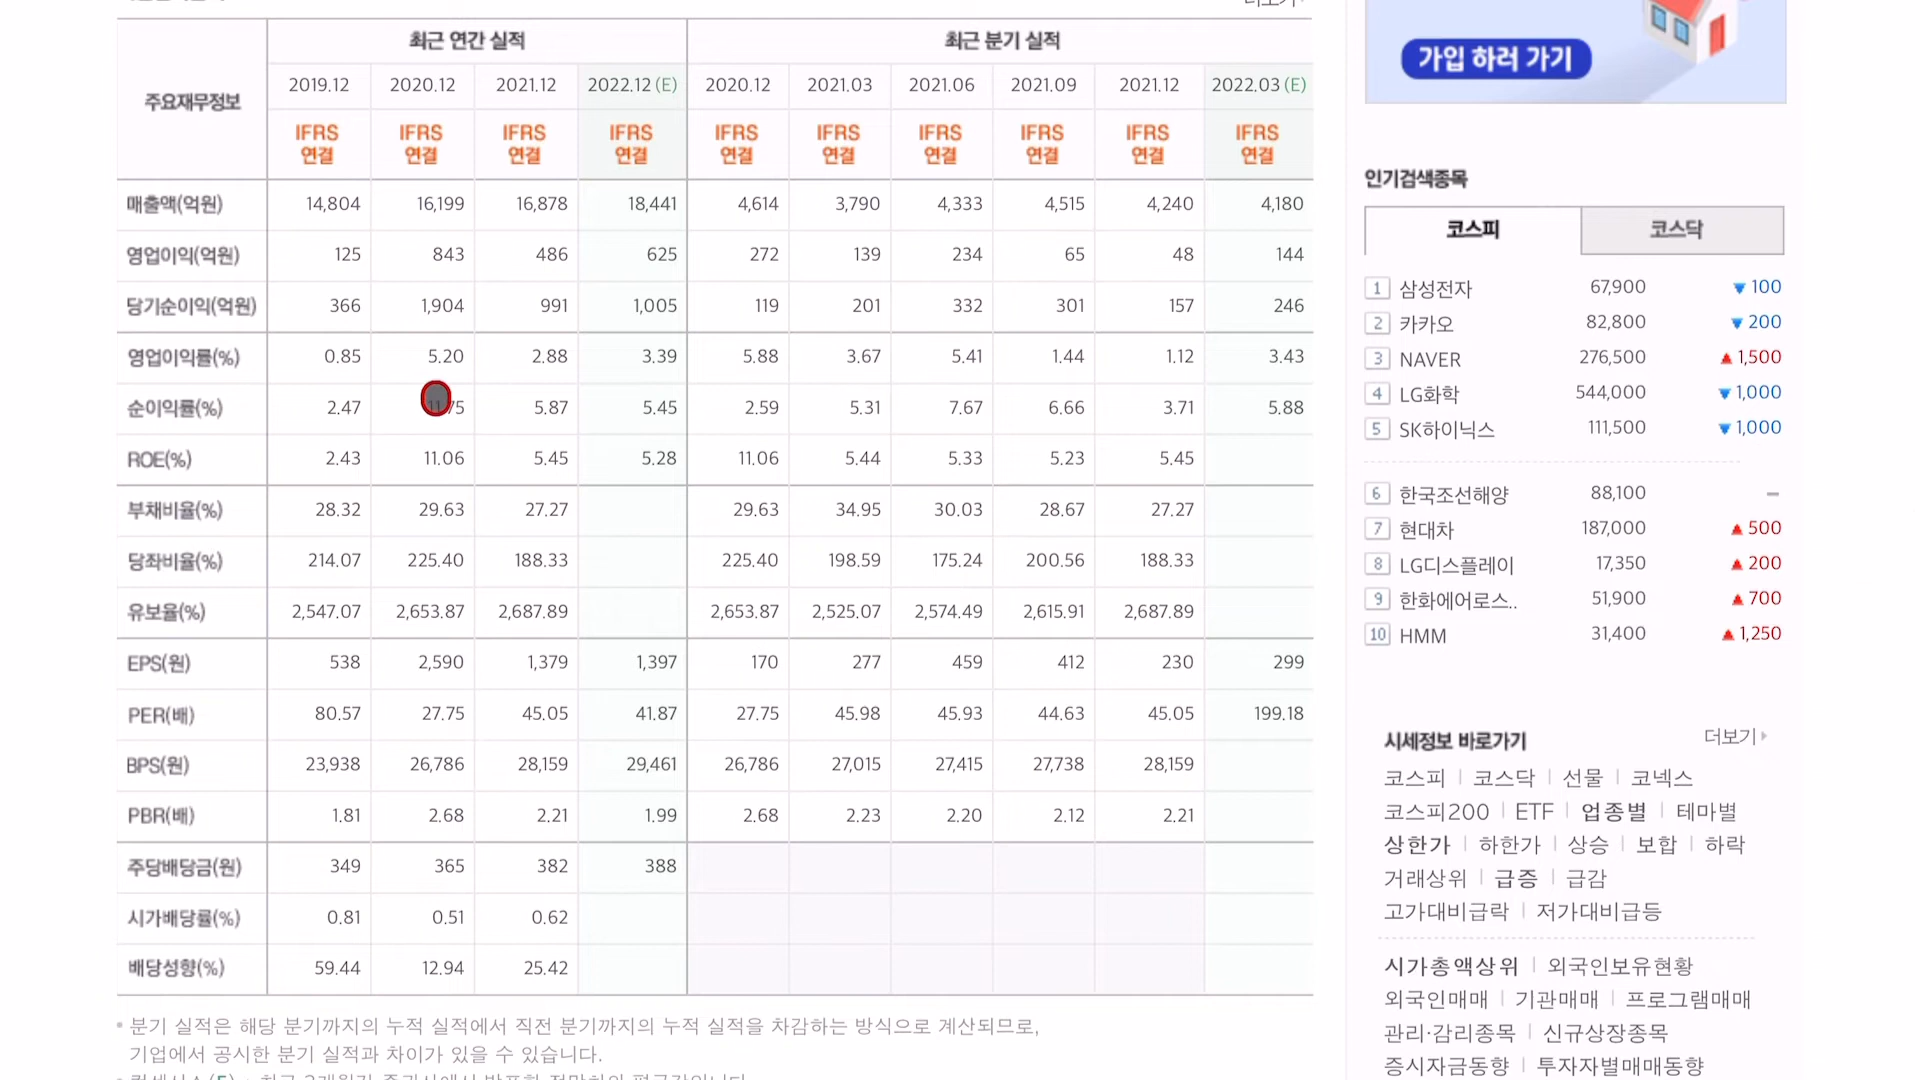 최근 연간 실적 최근 분기 실적
주요재무정보 2019.12 2020.12 2021.12 2022.12 (E) 2020.12 2021.03 2021.06 2021.09 2021.12 2022.03 (E)
IFRS IFRS IFRS IFRS IFRS IFRS IFRS IFRS IFRS IFRS
연결 연결 연결 연결 연결 연결 연결 연결 연결 연결
매출액(억원) 14,804 16,199 16,878 18,441 4,614 3,790 4,333 4,515 4,240 4,180
영업이익(억원) 125 843 486 625 272 139 234 65 48 144
당기순이익(억원) 366 1,904 991 1,005 119 201 332 301 157 246
영업이익률(%) 0.85 5.20 2.88 3.39 5.88 3.67 5.41 1.44 1.12 3.43
순이익률(%) 2.47 11.75 5.87 5.45 2.59 5.31 7.67 6.66 3.71 5.88
ROE(%) 2.43 11.06 5.45 5.28 11.06 5.44 5.33 5.23 5.45
부채비율(%) 28.32 29.63 27.27 29.63 34.95 30.03 28.67 27.27
당좌비율(%) 214.07 225.40 188.33 225.40 198.59 175.24 200.56 188.33
유보율(%) 2,547.07 2,653.87 2,687.89 2,653.87 2,525.07 2,574.49 2,615.91 2,687.89
EPS(원) 538 2,590 1,379 1,397 170 277 459 412 230 299
PER(배) 80.57 27.75 45.05 41.87 27.75 45.98 45.93 44.63 45.05 199.18
BPS(원) 23,938 26,786 28,159 29,461 26,786 27,015 27,415 27,738 28,159
PBR(배) 1.81 2.68 2.21 1.99 2.68 2.23 2.20 2.12 2.21
주당배당금(원) 349 365 382 388
시가배당률(%) 0.81 0.51 0.62
배당성향(%) 59.44 12.94 25.42
• 분기 실적은 해당 분기까지의 누적 실적에서 직전 분기까지의 누적 실적을 차감하는 방식으로 계산되므로,
기업에서 공시한 분기 실적과 차이가 있을 수 있습니다.
가입 하러 가기
인기검색종목
코스피 코스닥
1 삼성전자 67,900 ▼ 100
2 카카오 82,800 ▼ 200
3 NAVER 276,500 ▲ 1,500
4 LG화학 544,000 ▼ 1,000
5 SK하이닉스 111,500 ▼ 1,000
6 한국조선해양 88,100 −
7 현대차 187,000 ▲ 500
8 LG디스플레이 17,350 ▲ 200
9 한화에어로스.. 51,900 ▲ 700
10 HMM 31,400 ▲ 1,250
시세정보 바로가기 더보기
코스피 | 코스닥 | 선물 | 코넥스
코스피200 | ETF | 업종별 | 테마별
상한가 | 하한가 | 상승 | 보합 | 하락
거래상위 | 급증 | 급감
고가대비급락 | 저가대비급등
시가총액상위 | 외국인보유현황
외국인매매 | 기관매매 | 프로그램매매
관리·감리종목 | 신규상장종목
증시자금동향 | 투자자별매매동향